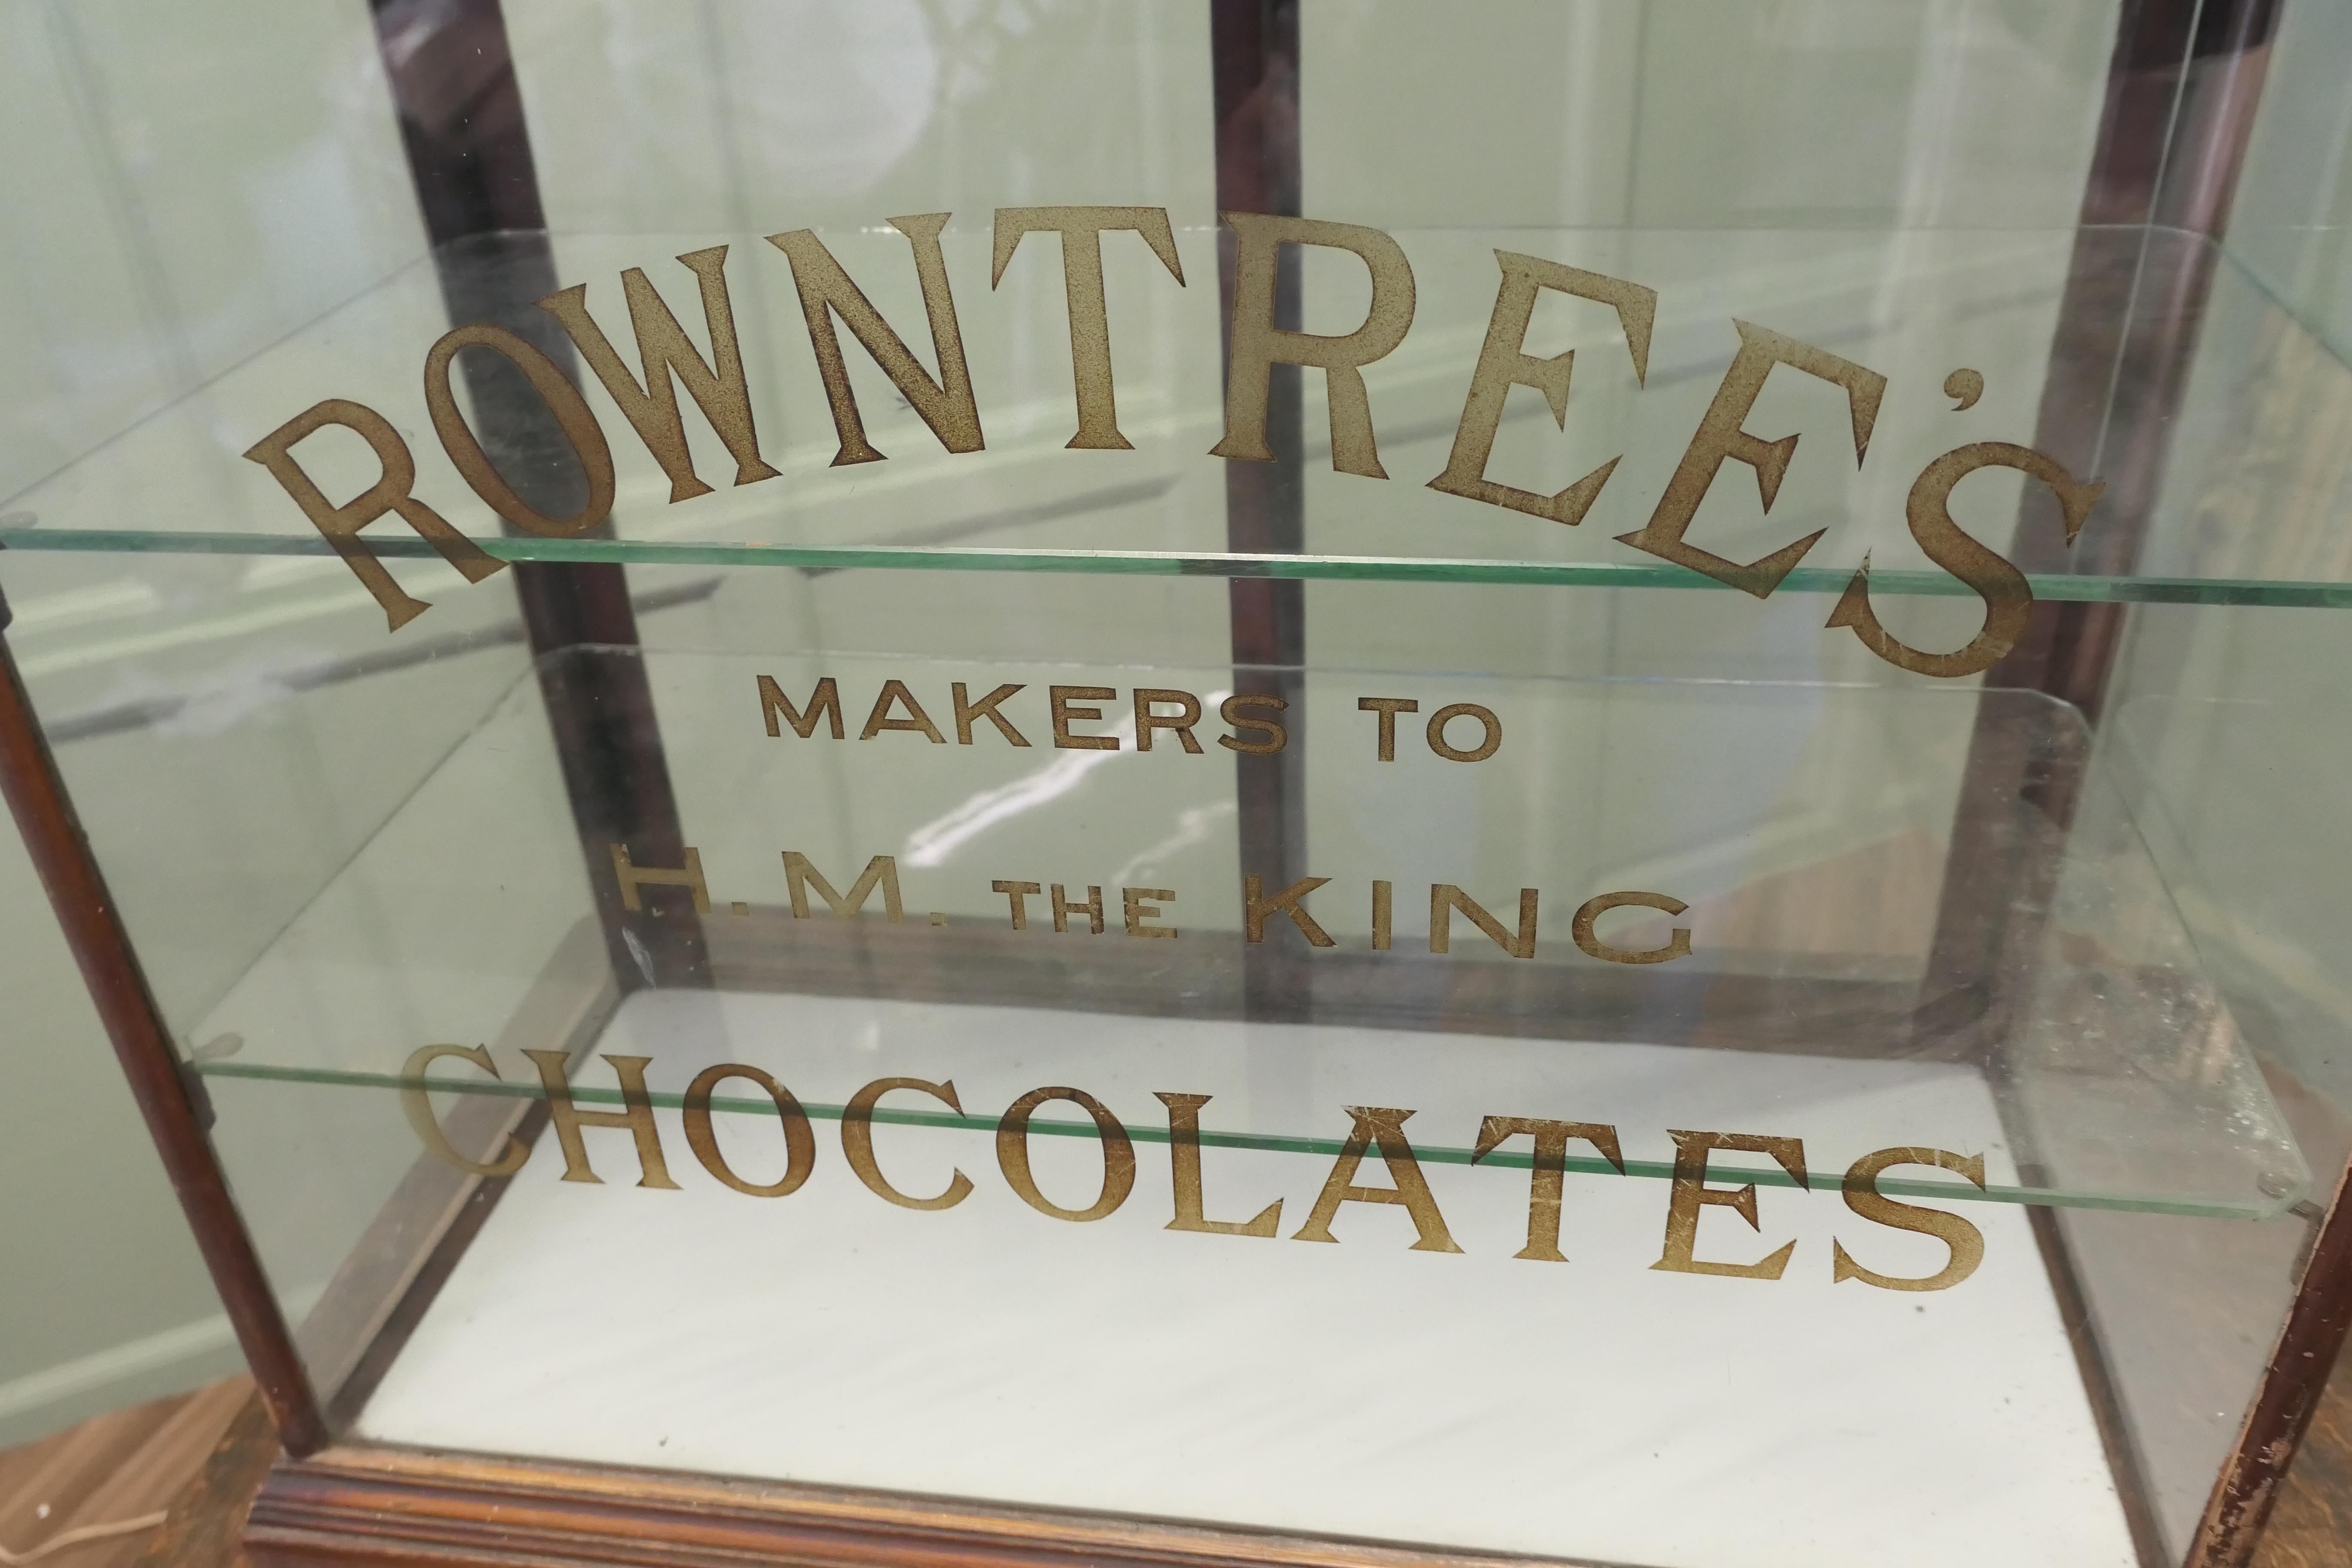 ROWNTREE'S
MAKERS TO
H.M. THE KING
CHOCOLATES